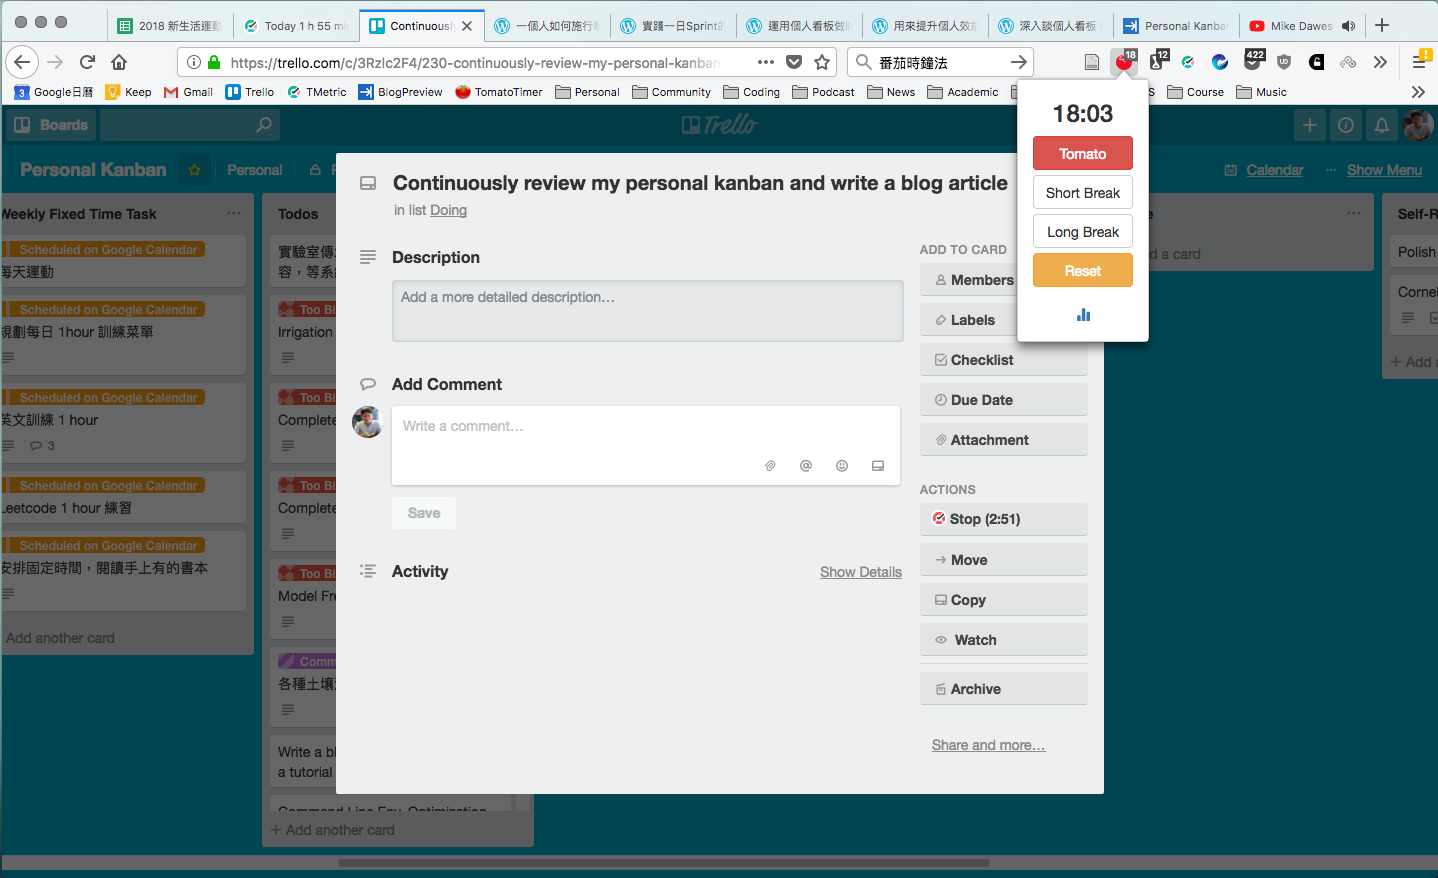 2018 新生活運動
Today 1 h 55 min
Continuously
一個人如何施行
實踐一日Sprint的
運用個人看板做
用來提升個人效
深入談個人看板
Personal Kanban
Mike Dawes
https://trello.com/c/3Rzlc2F4/230-continuously-review-my-personal-kanban
番茄時鐘法
18
12
422
Google日曆
Keep
Gmail
Trello
TMetric
BlogPreview
TomatoTimer
Personal
Community
Coding
Podcast
News
Academic
S
Course
Music
Boards
Trello
Personal Kanban
Personal
Calendar
Show Menu
Weekly Fixed Time Task
Scheduled on Google Calendar
每天運動
Scheduled on Google Calendar
規劃每日 1hour 訓練菜單
Scheduled on Google Calendar
英文訓練 1 hour
3
Scheduled on Google Calendar
Leetcode 1 hour 練習
Scheduled on Google Calendar
安排固定時間，閱讀手上有的書本
Add another card
Todos
實驗室傳
容，等系
Too Bi
Irrigation
Too Bi
Complete
Too Bi
Complete
Too Bi
Model Fre
Comm
各種土壤
Write a bl
a tutorial
Command Line Env. Optimization
+ Add another card
Continuously review my personal kanban and write a blog article
in list Doing
Description
Add a more detailed description…
Add Comment
Write a comment…
Save
Activity
Show Details
ADD TO CARD
Members
Labels
Checklist
Due Date
Attachment
ACTIONS
Stop (2:51)
Move
Copy
Watch
Archive
Share and more…
18:03
Tomato
Short Break
Long Break
Reset
e
d a card
Self-R
Polish
Cornel
+ Add a